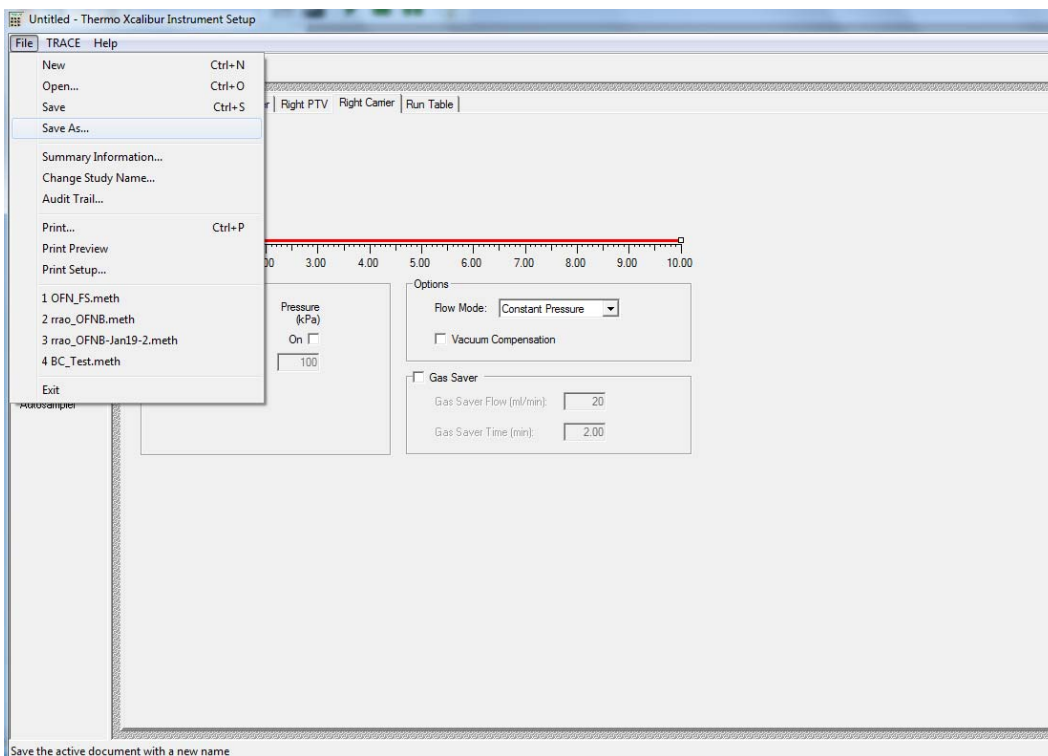 Untitled - Thermo Xcalibur Instrument Setup
File TRACE Help
New Ctrl+N
Open... Ctrl+O
Save Ctrl+S
Save As...
Summary Information...
Change Study Name...
Audit Trail...
Print... Ctrl+P
Print Preview
Print Setup...
1 OFN_FS.meth
2 rrao_OFNB.meth
3 rrao_OFNB-Jan19-2.meth
4 BC_Test.meth
Exit
Autosampler
Right PTV Right Carrier Run Table
3.00 4.00 5.00 6.00 7.00 8.00 9.00 10.00
Pressure
(kPa)
On
100
Options
Flow Mode: Constant Pressure
Vacuum Compensation
Gas Saver
Gas Saver Flow (ml/min): 20
Gas Saver Time (min): 2.00
Save the active document with a new name